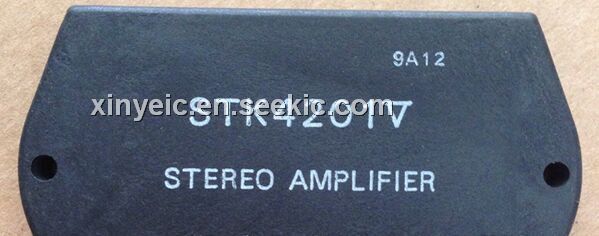 9A12
xinyeic.en.seekic.com
STK4201V
STEREO AMPLIFIER